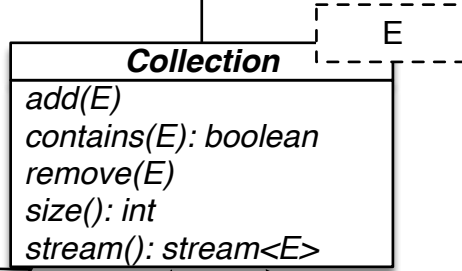 E
Collection
add(E)
contains(E): boolean
remove(E)
size(): int
stream(): stream<E>